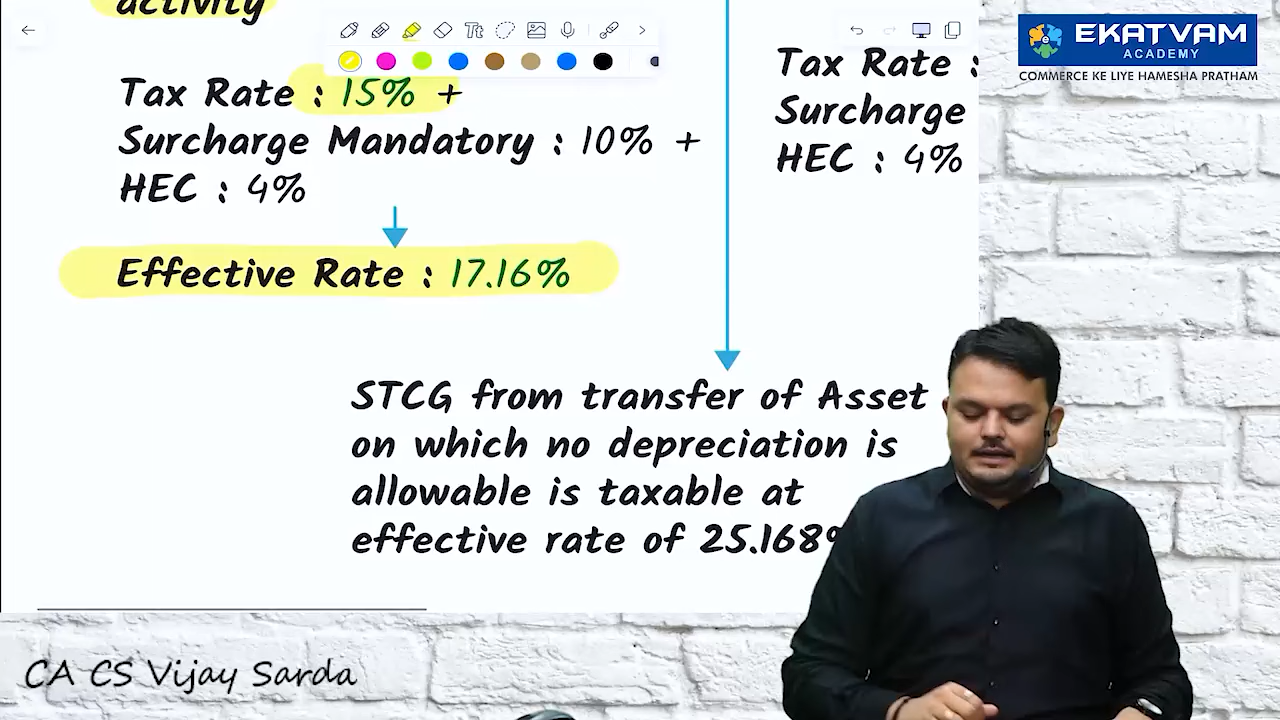 activity
Tax Rate : 15% +
Surcharge Mandatory : 10% +
HEC : 4%
Effective Rate : 17.16%
Tt
Tax Rate :
Surcharge
HEC : 4%
STCG from transfer of Asset
on which no depreciation is
allowable is taxable at
effective rate of 25.168%
EKATVAM
ACADEMY
COMMERCE KE LIYE HAMESHA PRATHAM
CA CS Vijay Sarda